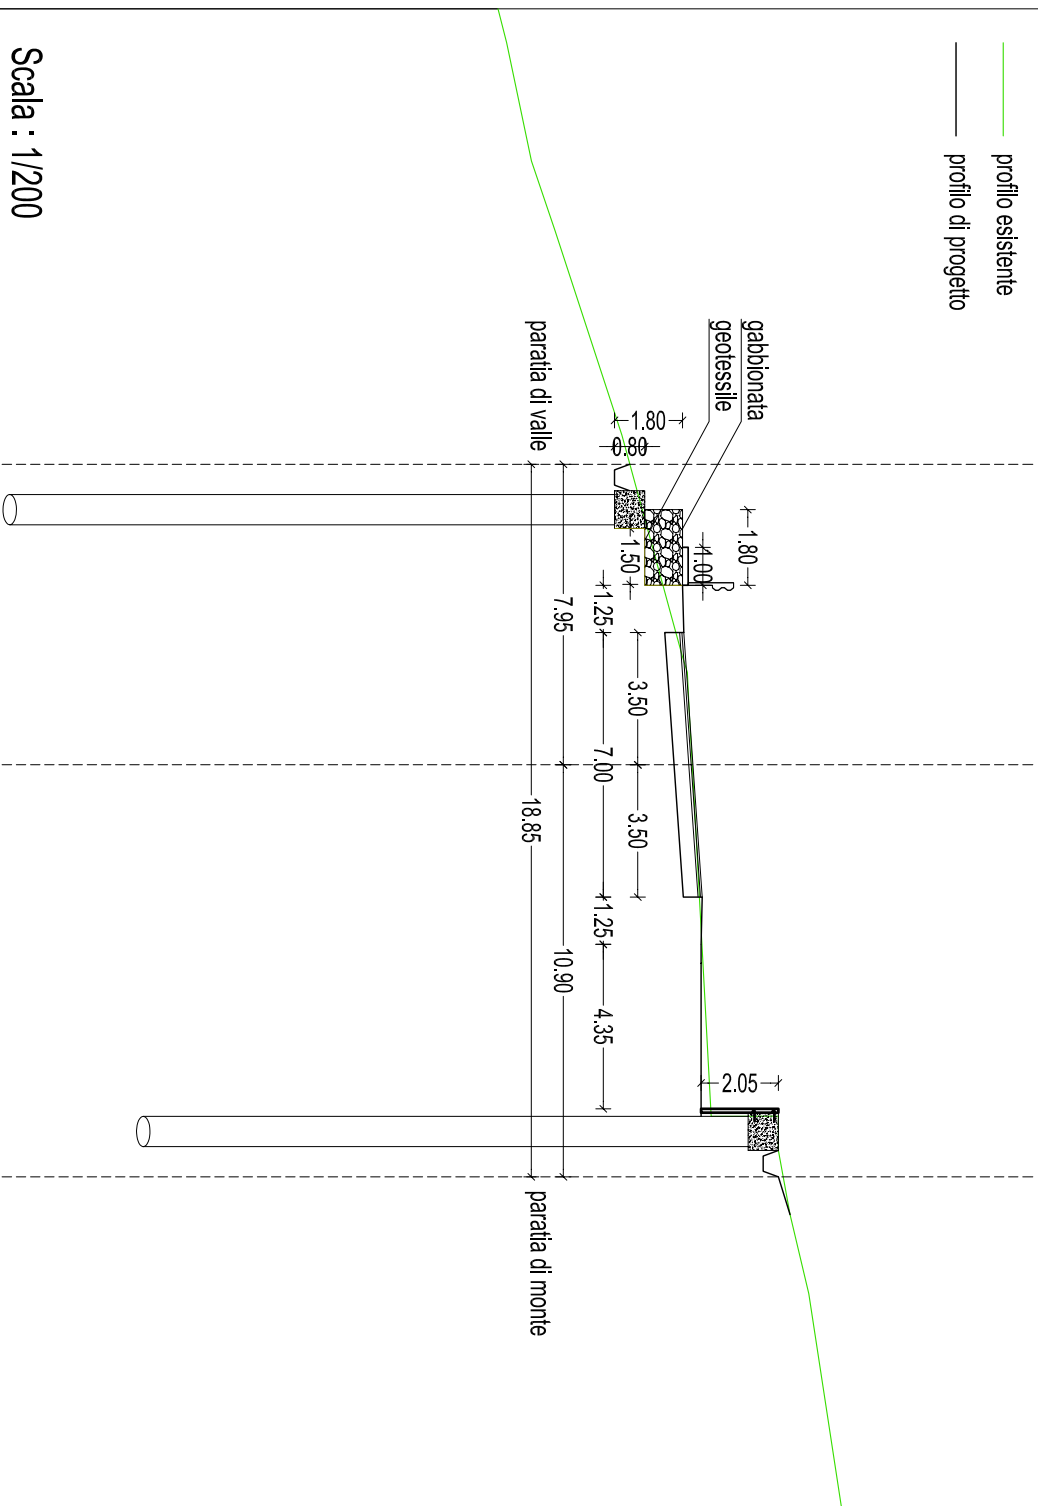 profilo esistente
profilo di progetto
gabbionata
geotessile
1.80
1.00
1.80
0.80
1.50
2.05
3.50
3.50
1.25
7.00
1.25
4.35
7.95
10.90
18.85
paratia di valle
paratia di monte
Scala : 1/200